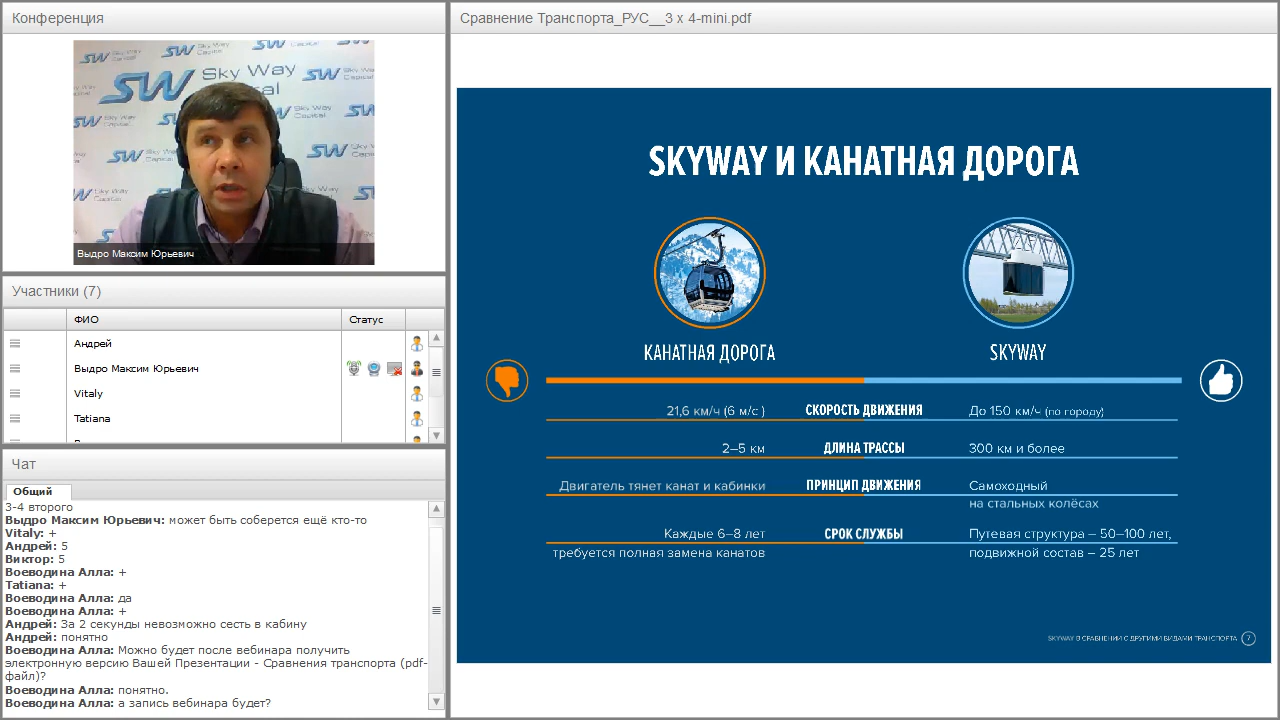 Конференция
SW Sky Way Capital
Выдро Максим Юрьевич
Участники (7)
ФИО
Статус
Андрей
Выдро Максим Юрьевич
Vitaly
Tatiana
Чат
Общий
3-4 второго
Выдро Максим Юрьевич: может быть соберется ещё кто-то
Vitaly: +
Андрей: 5
Виктор: 5
Воеводина Алла: +
Tatiana: +
Воеводина Алла: да
Воеводина Алла: +
Андрей: За 2 секунды невозможно сесть в кабину
Андрей: понятно
Воеводина Алла: Можно будет после вебинара получить
электронную версию Вашей Презентации - Сравнения транспорта (pdf-
файл)?
Воеводина Алла: понятно.
Воеводина Алла: а запись вебинара будет?
Сравнение Транспорта_РУС__3 x 4-mini.pdf
SKYWAY И КАНАТНАЯ ДОРОГА
КАНАТНАЯ ДОРОГА
SKYWAY
21,6 км/ч (6 м/с )
СКОРОСТЬ ДВИЖЕНИЯ
До 150 км/ч (по городу)
2–5 км
ДЛИНА ТРАССЫ
300 км и более
Двигатель тянет канат и кабинки
ПРИНЦИП ДВИЖЕНИЯ
Самоходный
на стальных колёсах
Каждые 6–8 лет
требуется полная замена канатов
СРОК СЛУЖБЫ
Путевая структура – 50–100 лет,
подвижной состав – 25 лет
SKYWAY В СРАВНЕНИИ С ДРУГИМИ ВИДАМИ ТРАНСПОРТА 7